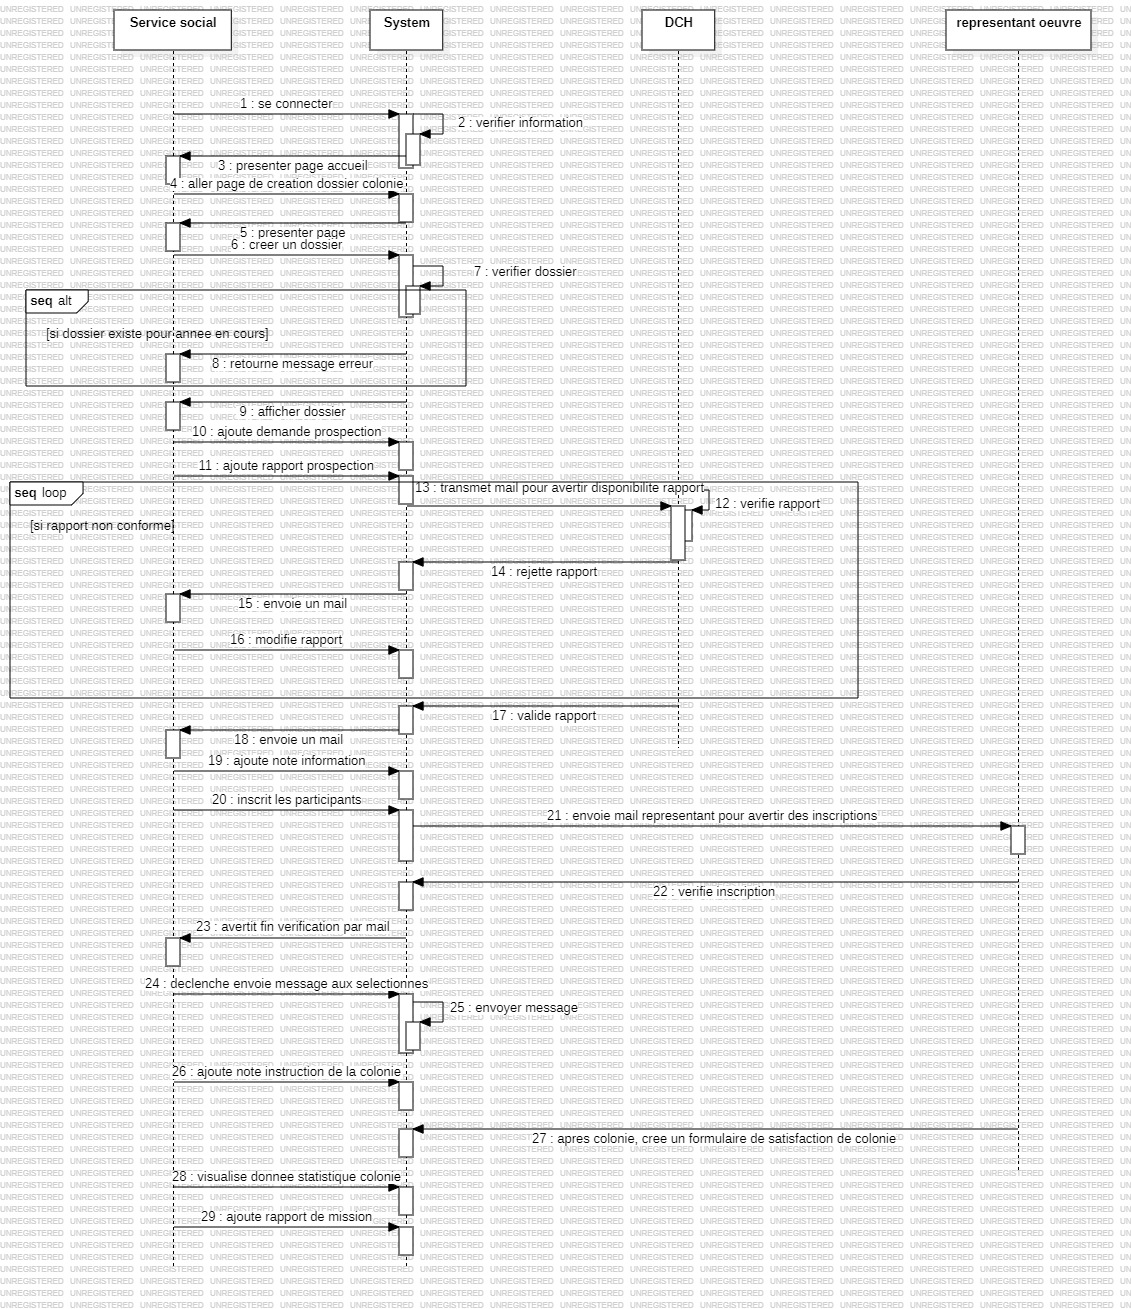 Service social
System
DCH
representant oeuvre
1 : se connecter
2 : verifier information
3 : presenter page accueil
4 : aller page de creation dossier colonie
5 : presenter page
6 : creer un dossier
7 : verifier dossier
seq alt
[si dossier existe pour annee en cours]
8 : retourne message erreur
9 : afficher dossier
10 : ajoute demande prospection
11 : ajoute rapport prospection
seq loop
13 : transmet mail pour avertir disponibilite rapport
12 : verifie rapport
[si rapport non conforme]
14 : rejette rapport
15 : envoie un mail
16 : modifie rapport
17 : valide rapport
18 : envoie un mail
19 : ajoute note information
20 : inscrit les participants
21 : envoie mail representant pour avertir des inscriptions
22 : verifie inscription
23 : avertit fin verification par mail
24 : declenche envoie message aux selectionnes
25 : envoyer message
26 : ajoute note instruction de la colonie
27 : apres colonie, cree un formulaire de satisfaction de colonie
28 : visualise donnee statistique colonie
29 : ajoute rapport de mission
UNREGISTERED